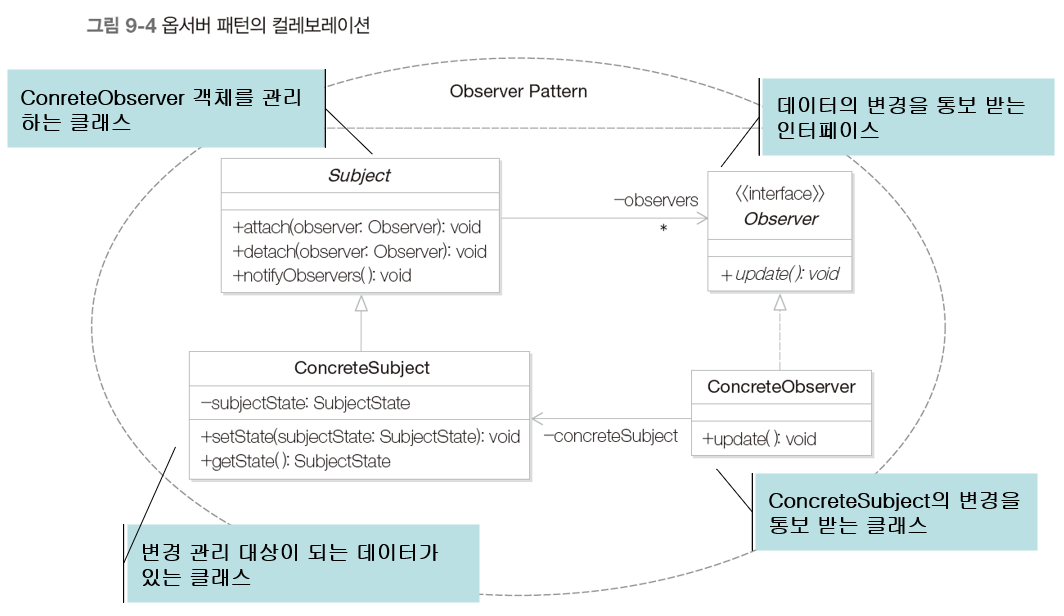 그림 9-4 옵서버 패턴의 컬레보레이션
Observer Pattern
ConreteObserver 객체를 관리
하는 클래스
데이터의 변경을 통보 받는
인터페이스
Subject
+attach(observer: Observer): void
+detach(observer: Observer): void
+notifyObservers(): void
-observers
*
<<interface>>
Observer
+update(): void
ConcreteSubject
-subjectState: SubjectState
+setState(subjectState: SubjectState): void
+getState(): SubjectState
-concreteSubject
ConcreteObserver
+update(): void
변경 관리 대상이 되는 데이터가
있는 클래스
ConcreteSubject의 변경을
통보 받는 클래스